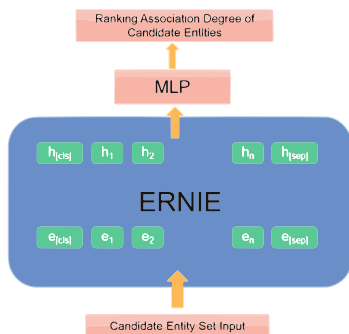 Ranking Association Degree of
Candidate Entities
MLP
h[cls] h1 h2 hn h[sep]
ERNIE
e[cls] e1 e2 en e[sep]
Candidate Entity Set Input